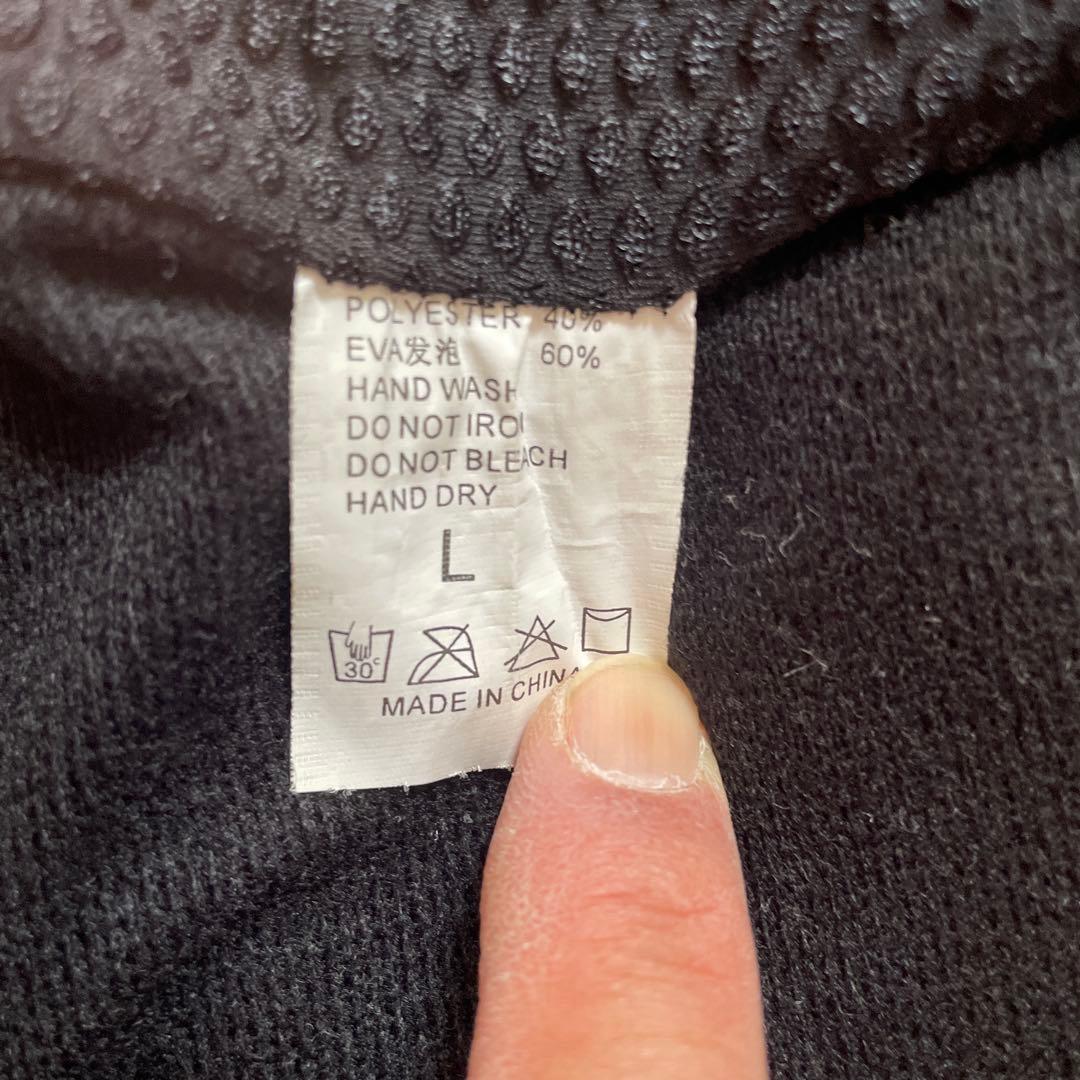 POLYESTER 40%
EVA发泡 60%
HAND WASH
DO NOT IRO
DO NOT BLEACH
HAND DRY
L
30°C
MADE IN CHINA